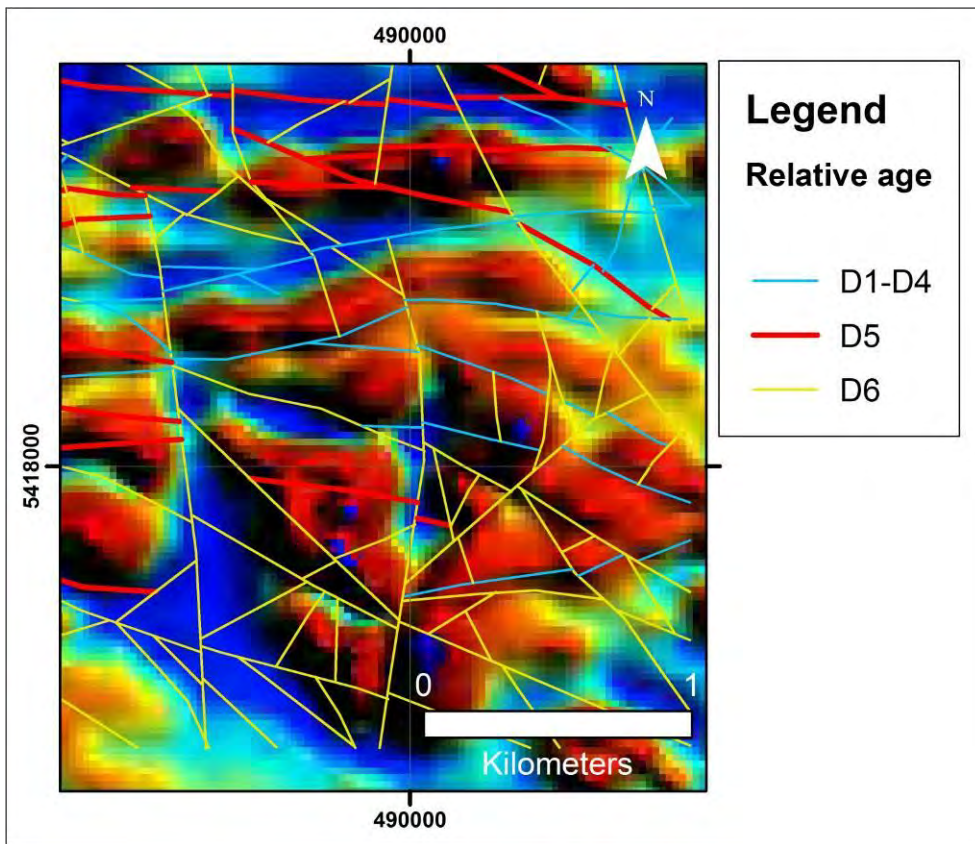 490000
N
5418000
0 1
Kilometers
490000
Legend
Relative age
D1-D4
D5
D6